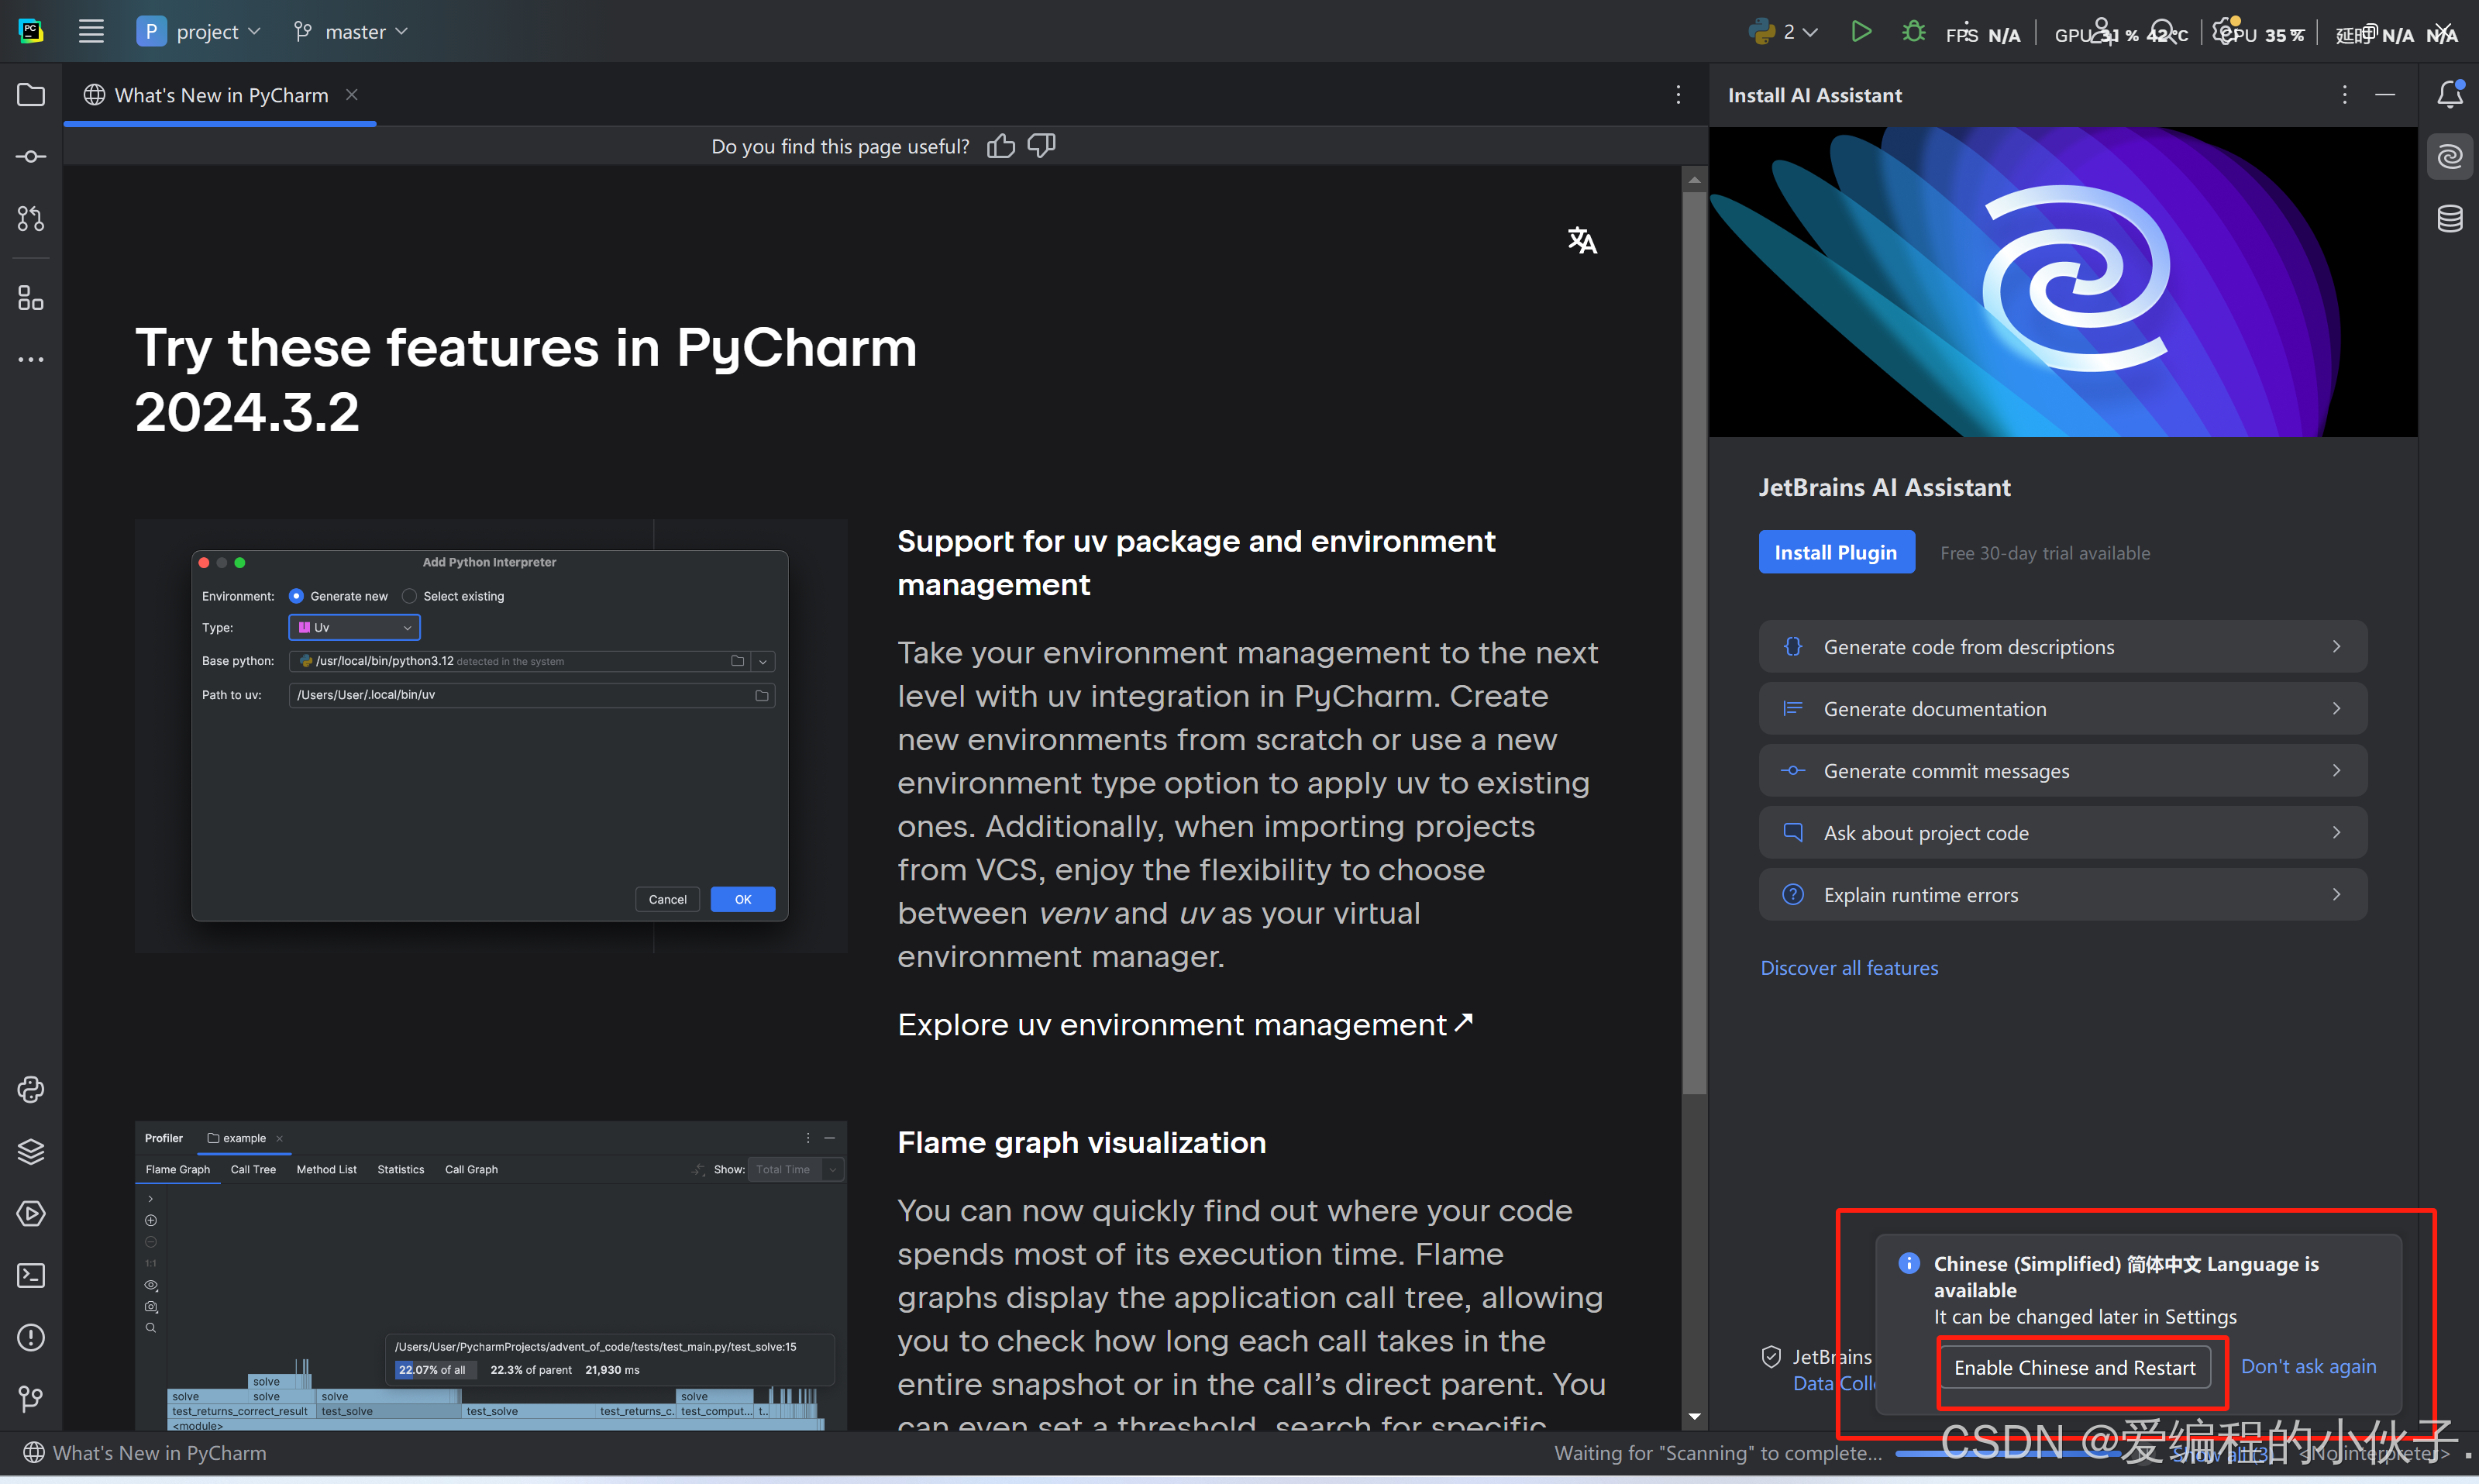 PC
P project master
2
FPS N/A GPU 31 % 42°C CPU 35 % 延时 N/A N/A
What's New in PyCharm
Do you find this page useful?
Try these features in PyCharm
2024.3.2
Add Python Interpreter
Environment: Generate new Select existing
Type: Uv
Base python: /usr/local/bin/python3.12 detected in the system
Path to uv: /Users/User/.local/bin/uv
Cancel OK
Support for uv package and environment
management
Take your environment management to the next
level with uv integration in PyCharm. Create
new environments from scratch or use a new
environment type option to apply uv to existing
ones. Additionally, when importing projects
from VCS, enjoy the flexibility to choose
between venv and uv as your virtual
environment manager.
Explore uv environment management↗
Profiler example
Flame Graph Call Tree Method List Statistics Call Graph Show: Total Time
1:1
/Users/User/PycharmProjects/advent_of_code/tests/test_main.py/test_solve:15
22.07% of all 22.3% of parent 21,930 ms
solve
solve solve solve solve
test_returns_correct_result test_solve test_solve test_returns_c... test_comput... t...
<module>
Flame graph visualization
You can now quickly find out where your code
spends most of its execution time. Flame
graphs display the application call tree, allowing
you to check how long each call takes in the
entire snapshot or in the call’s direct parent. You
can even set a threshold, search for specific
Install AI Assistant
JetBrains AI Assistant
Install Plugin Free 30-day trial available
Generate code from descriptions
Generate documentation
Generate commit messages
Ask about project code
Explain runtime errors
Discover all features
JetBrains
Data Colle
Chinese (Simplified) 简体中文 Language is
available
It can be changed later in Settings
Enable Chinese and Restart Don't ask again
What's New in PyCharm
Waiting for "Scanning" to complete... Show all (3) <No interpreter>
CSDN @爱编程的小伙子.